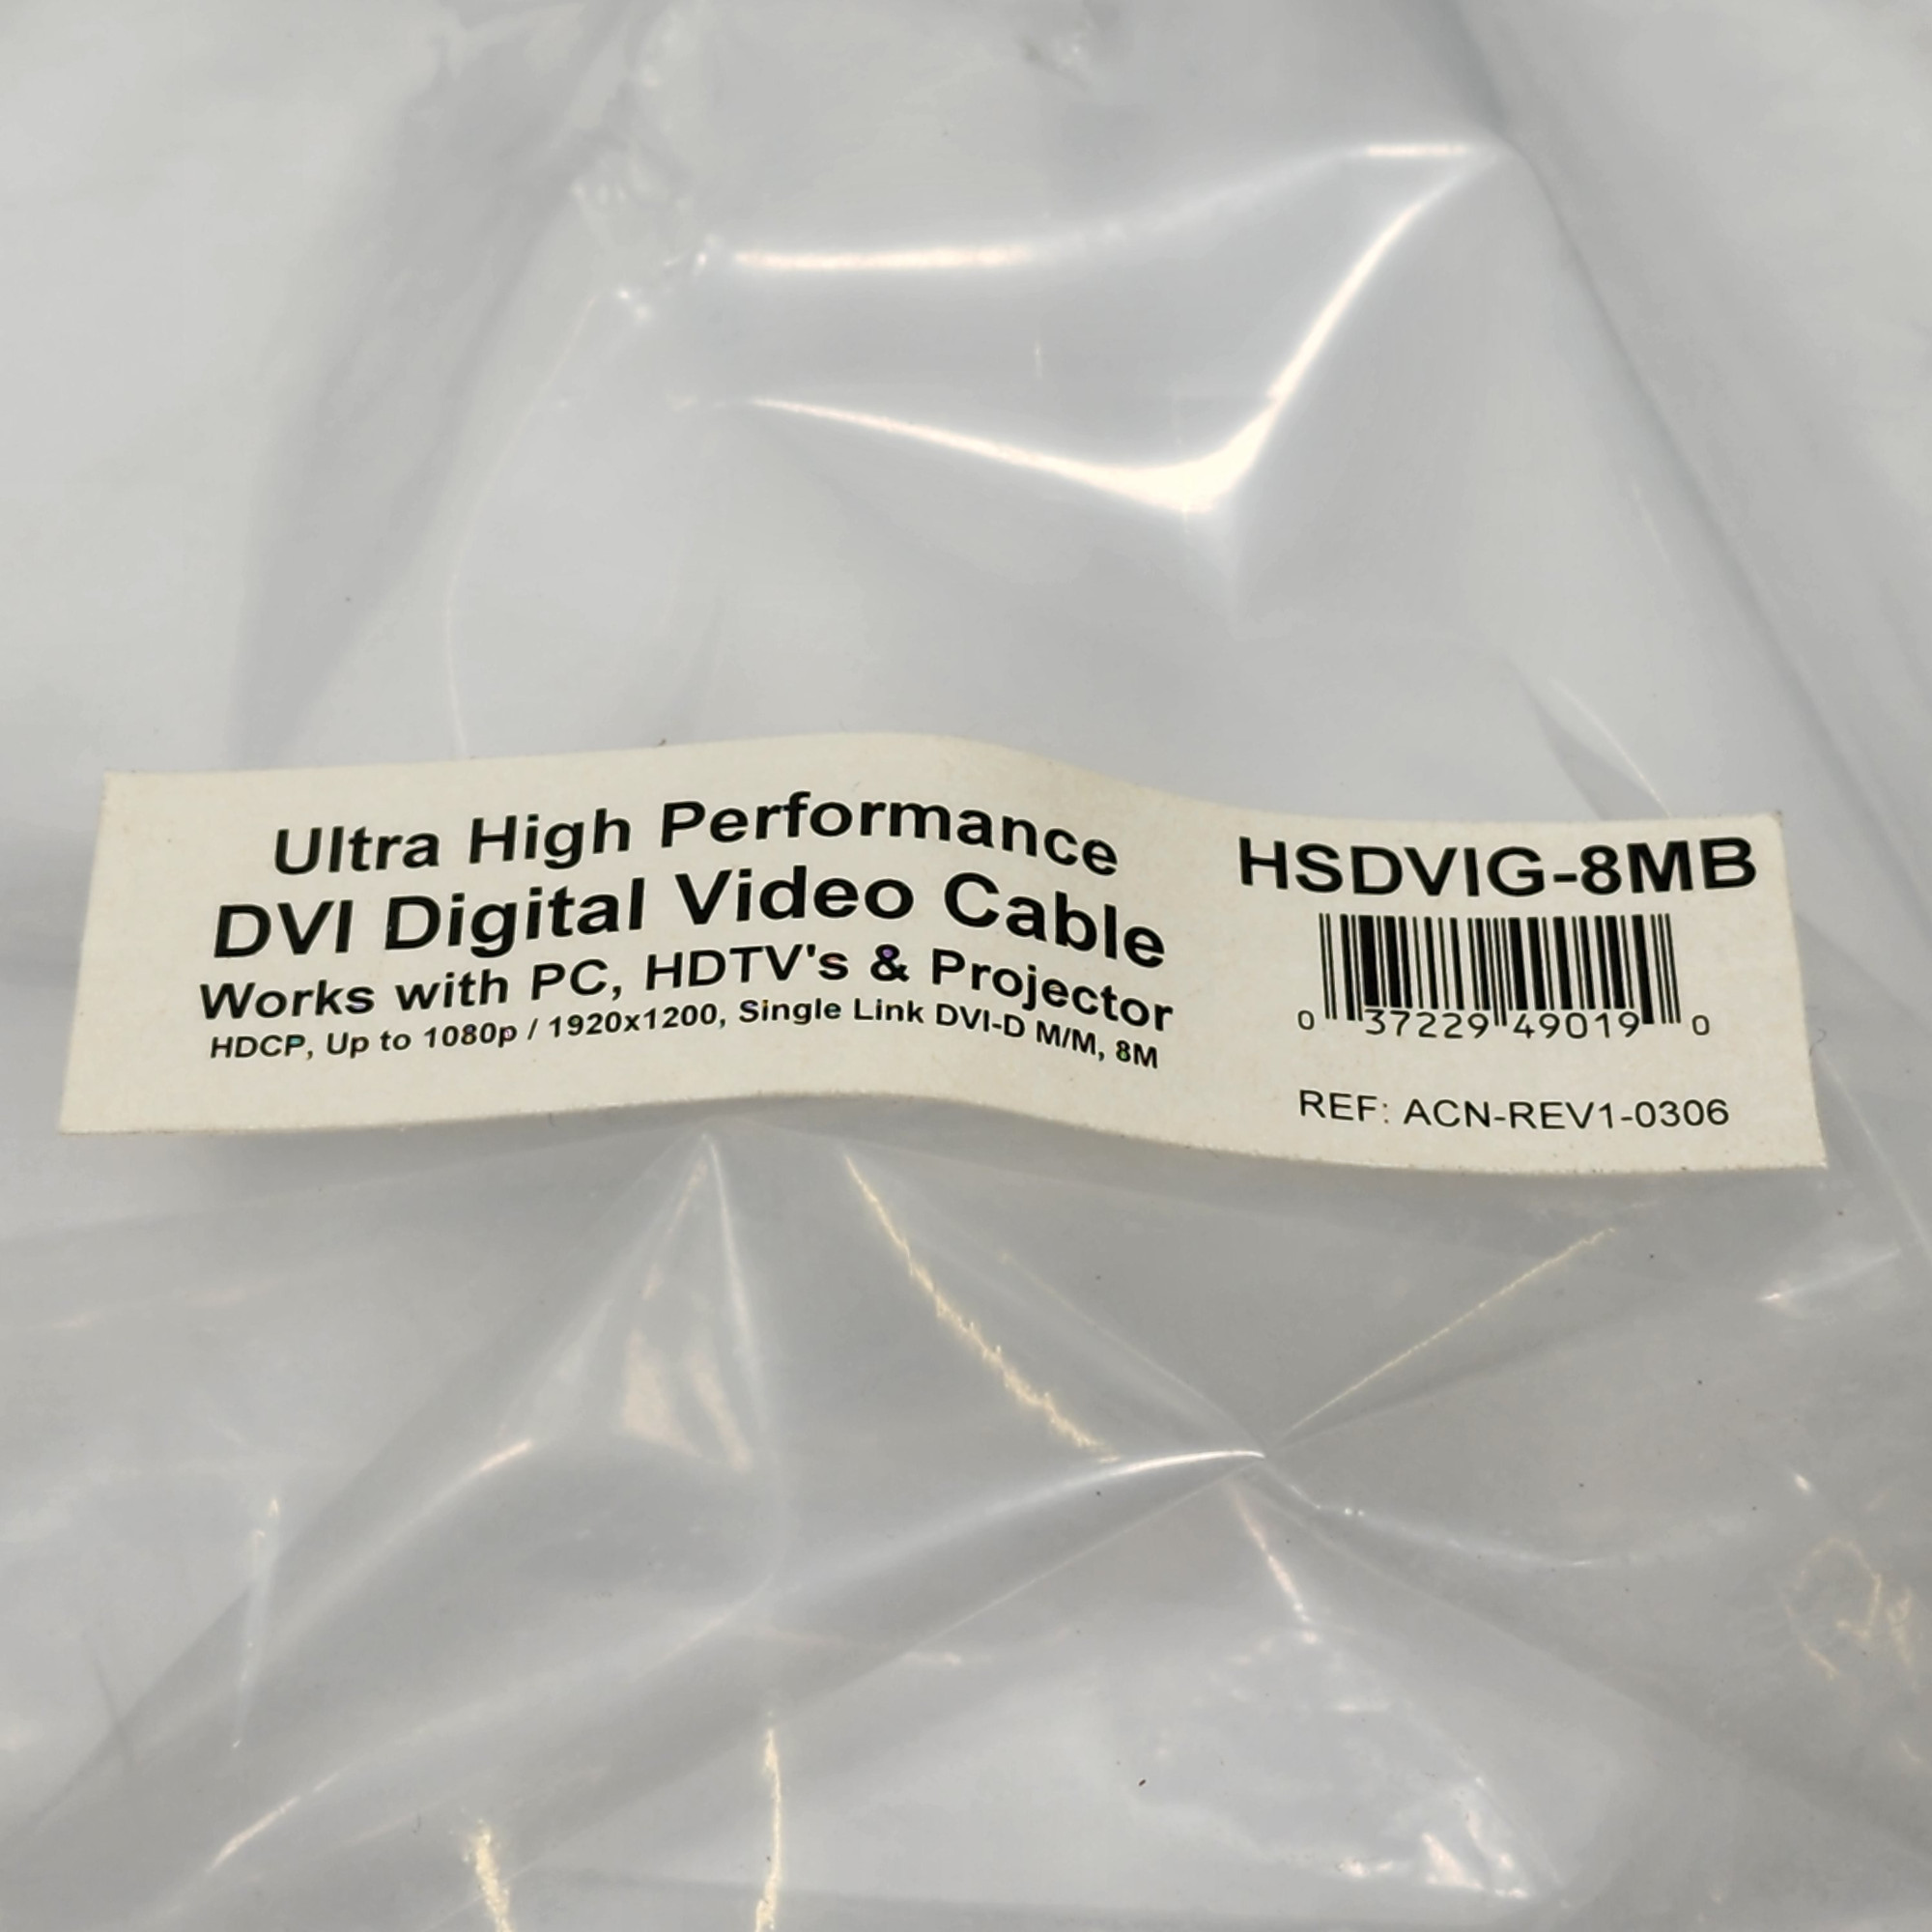 Ultra High Performance
DVI Digital Video Cable
Works with PC, HDTV's & Projector
HDCP, Up to 1080p / 1920x1200, Single Link DVI-D M/M, 8M
HSDVIG-8MB
0 37229 49019 0
REF: ACN-REV1-0306